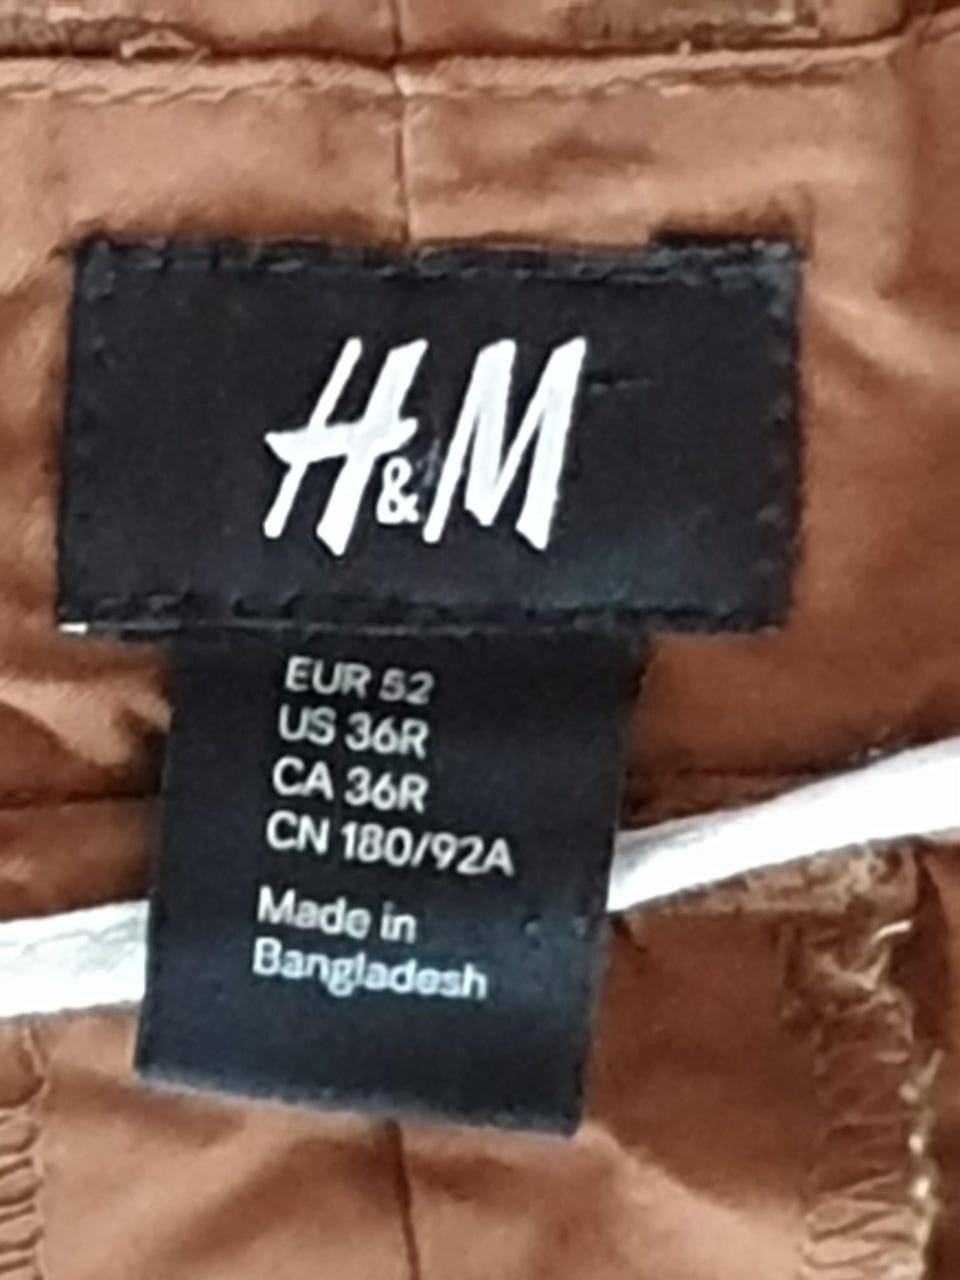 H&M
EUR 52
US 36R
CA 36R
CN 180/92A
Made in
Bangladesh